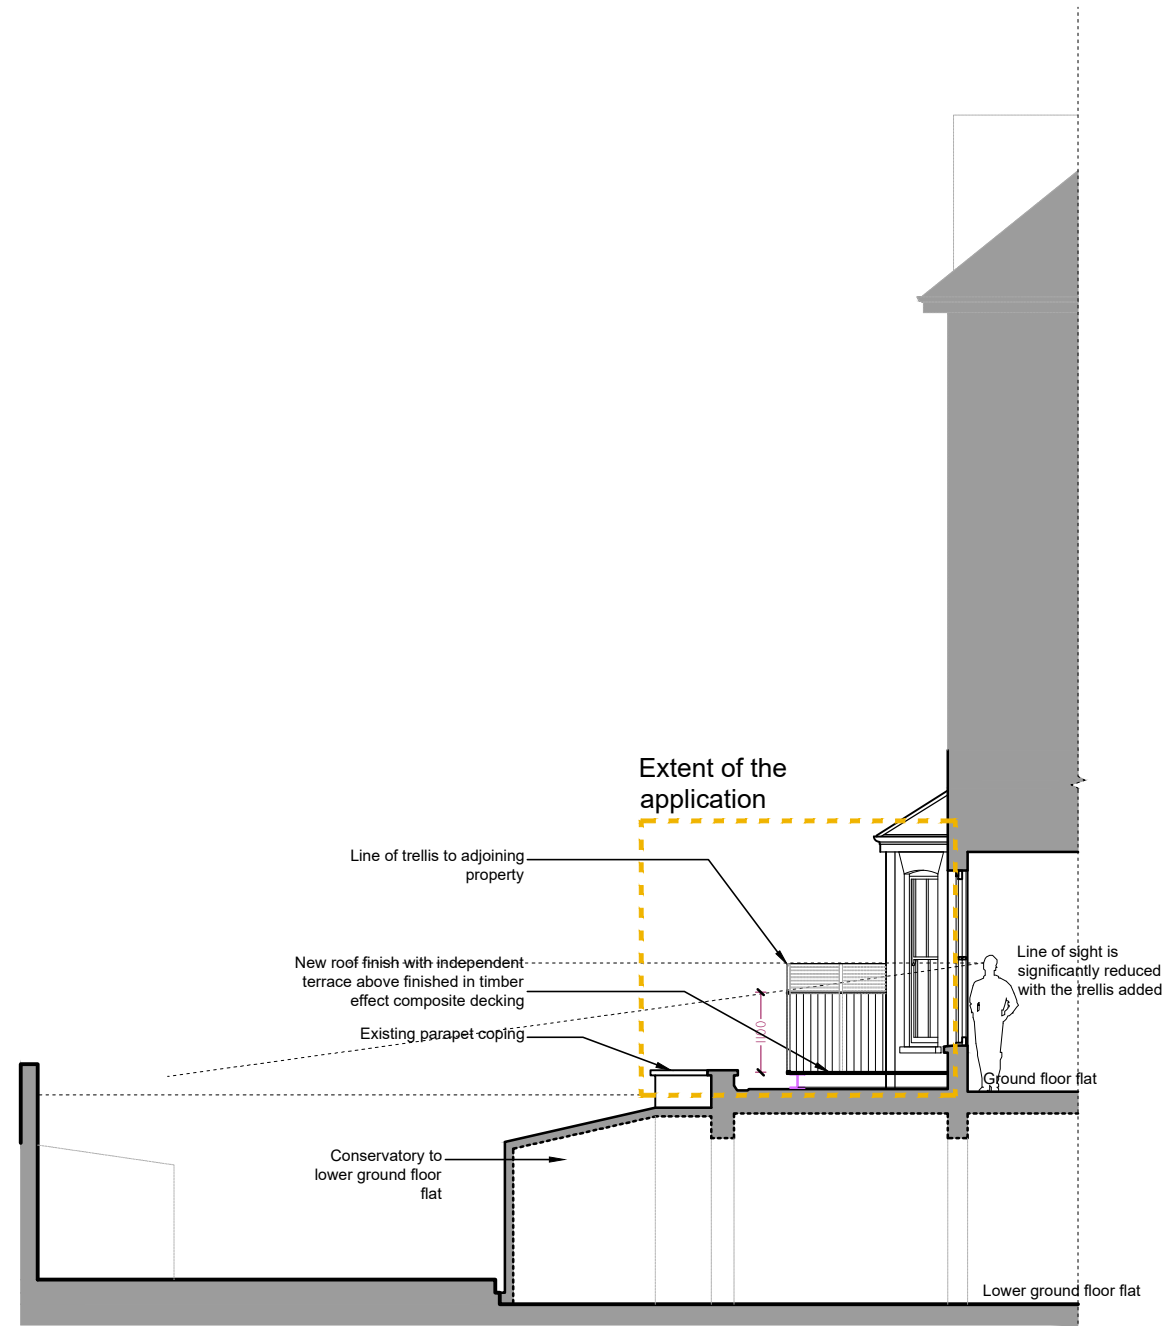 Extent of the
application
Line of trellis to adjoining
property
New roof finish with independent
terrace above finished in timber
effect composite decking
Existing parapet coping
1100
Line of sight is
significantly reduced
with the trellis added
Ground floor flat
Conservatory to
lower ground floor
flat
Lower ground floor flat